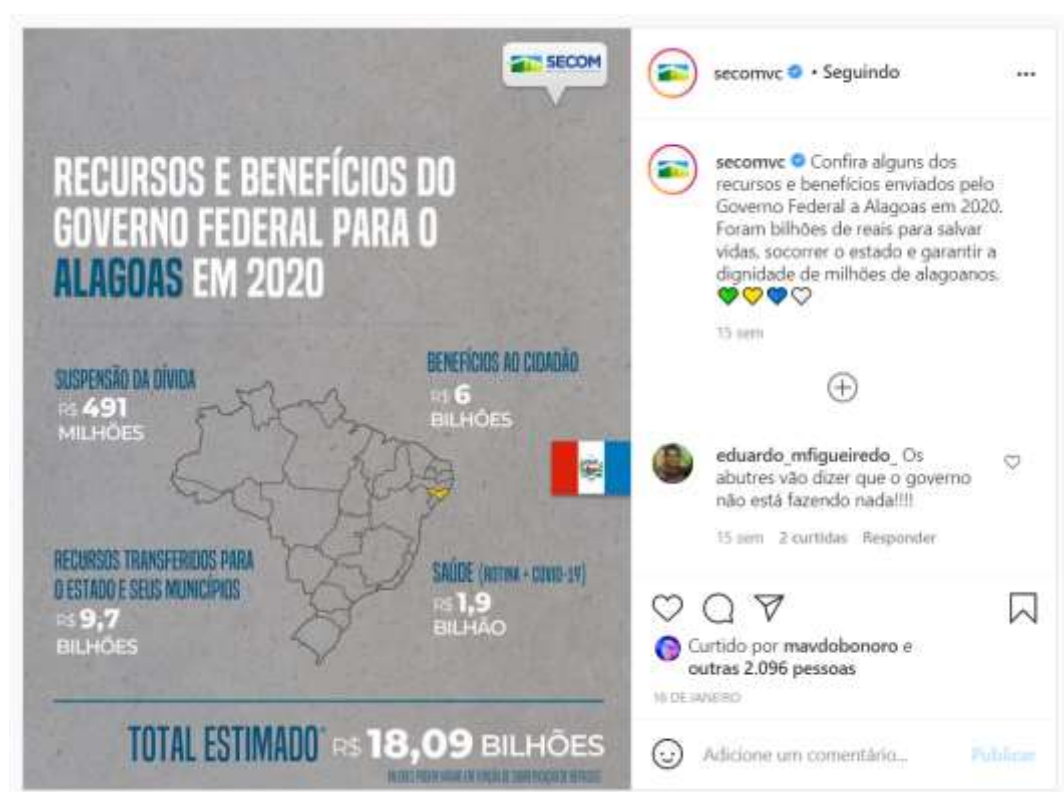 SECOM
RECURSOS E BENEFÍCIOS DO
GOVERNO FEDERAL PARA O
ALAGOAS EM 2020
SUSPENSÃO DA DÍVIDA
R$ 491
MILHÕES
BENEFÍCIOS AO CIDADÃO
R$ 6
BILHÕES
RECURSOS TRANSFERIDOS PARA
O ESTADO E SEUS MUNICÍPIOS
R$ 9,7
BILHÕES
SAÚDE (ROTINA + COVID-19)
R$ 1,9
BILHÃO
TOTAL ESTIMADO* R$ 18,09 BILHÕES
secomvc • Seguindo
secomvc Confira alguns dos
recursos e benefícios enviados pelo
Governo Federal a Alagoas em 2020.
Foram bilhões de reais para salvar
vidas, socorrer o estado e garantir a
dignidade de milhões de alagoanos.
15 sem
eduardo_mfigueiredo_ Os
abutres vão dizer que o governo
não está fazendo nada!!!!
15 sem 2 curtidas Responder
Curtido por mavdobonoro e
outras 2.096 pessoas
16 DE JANEIRO
Adicione um comentário... Publicar